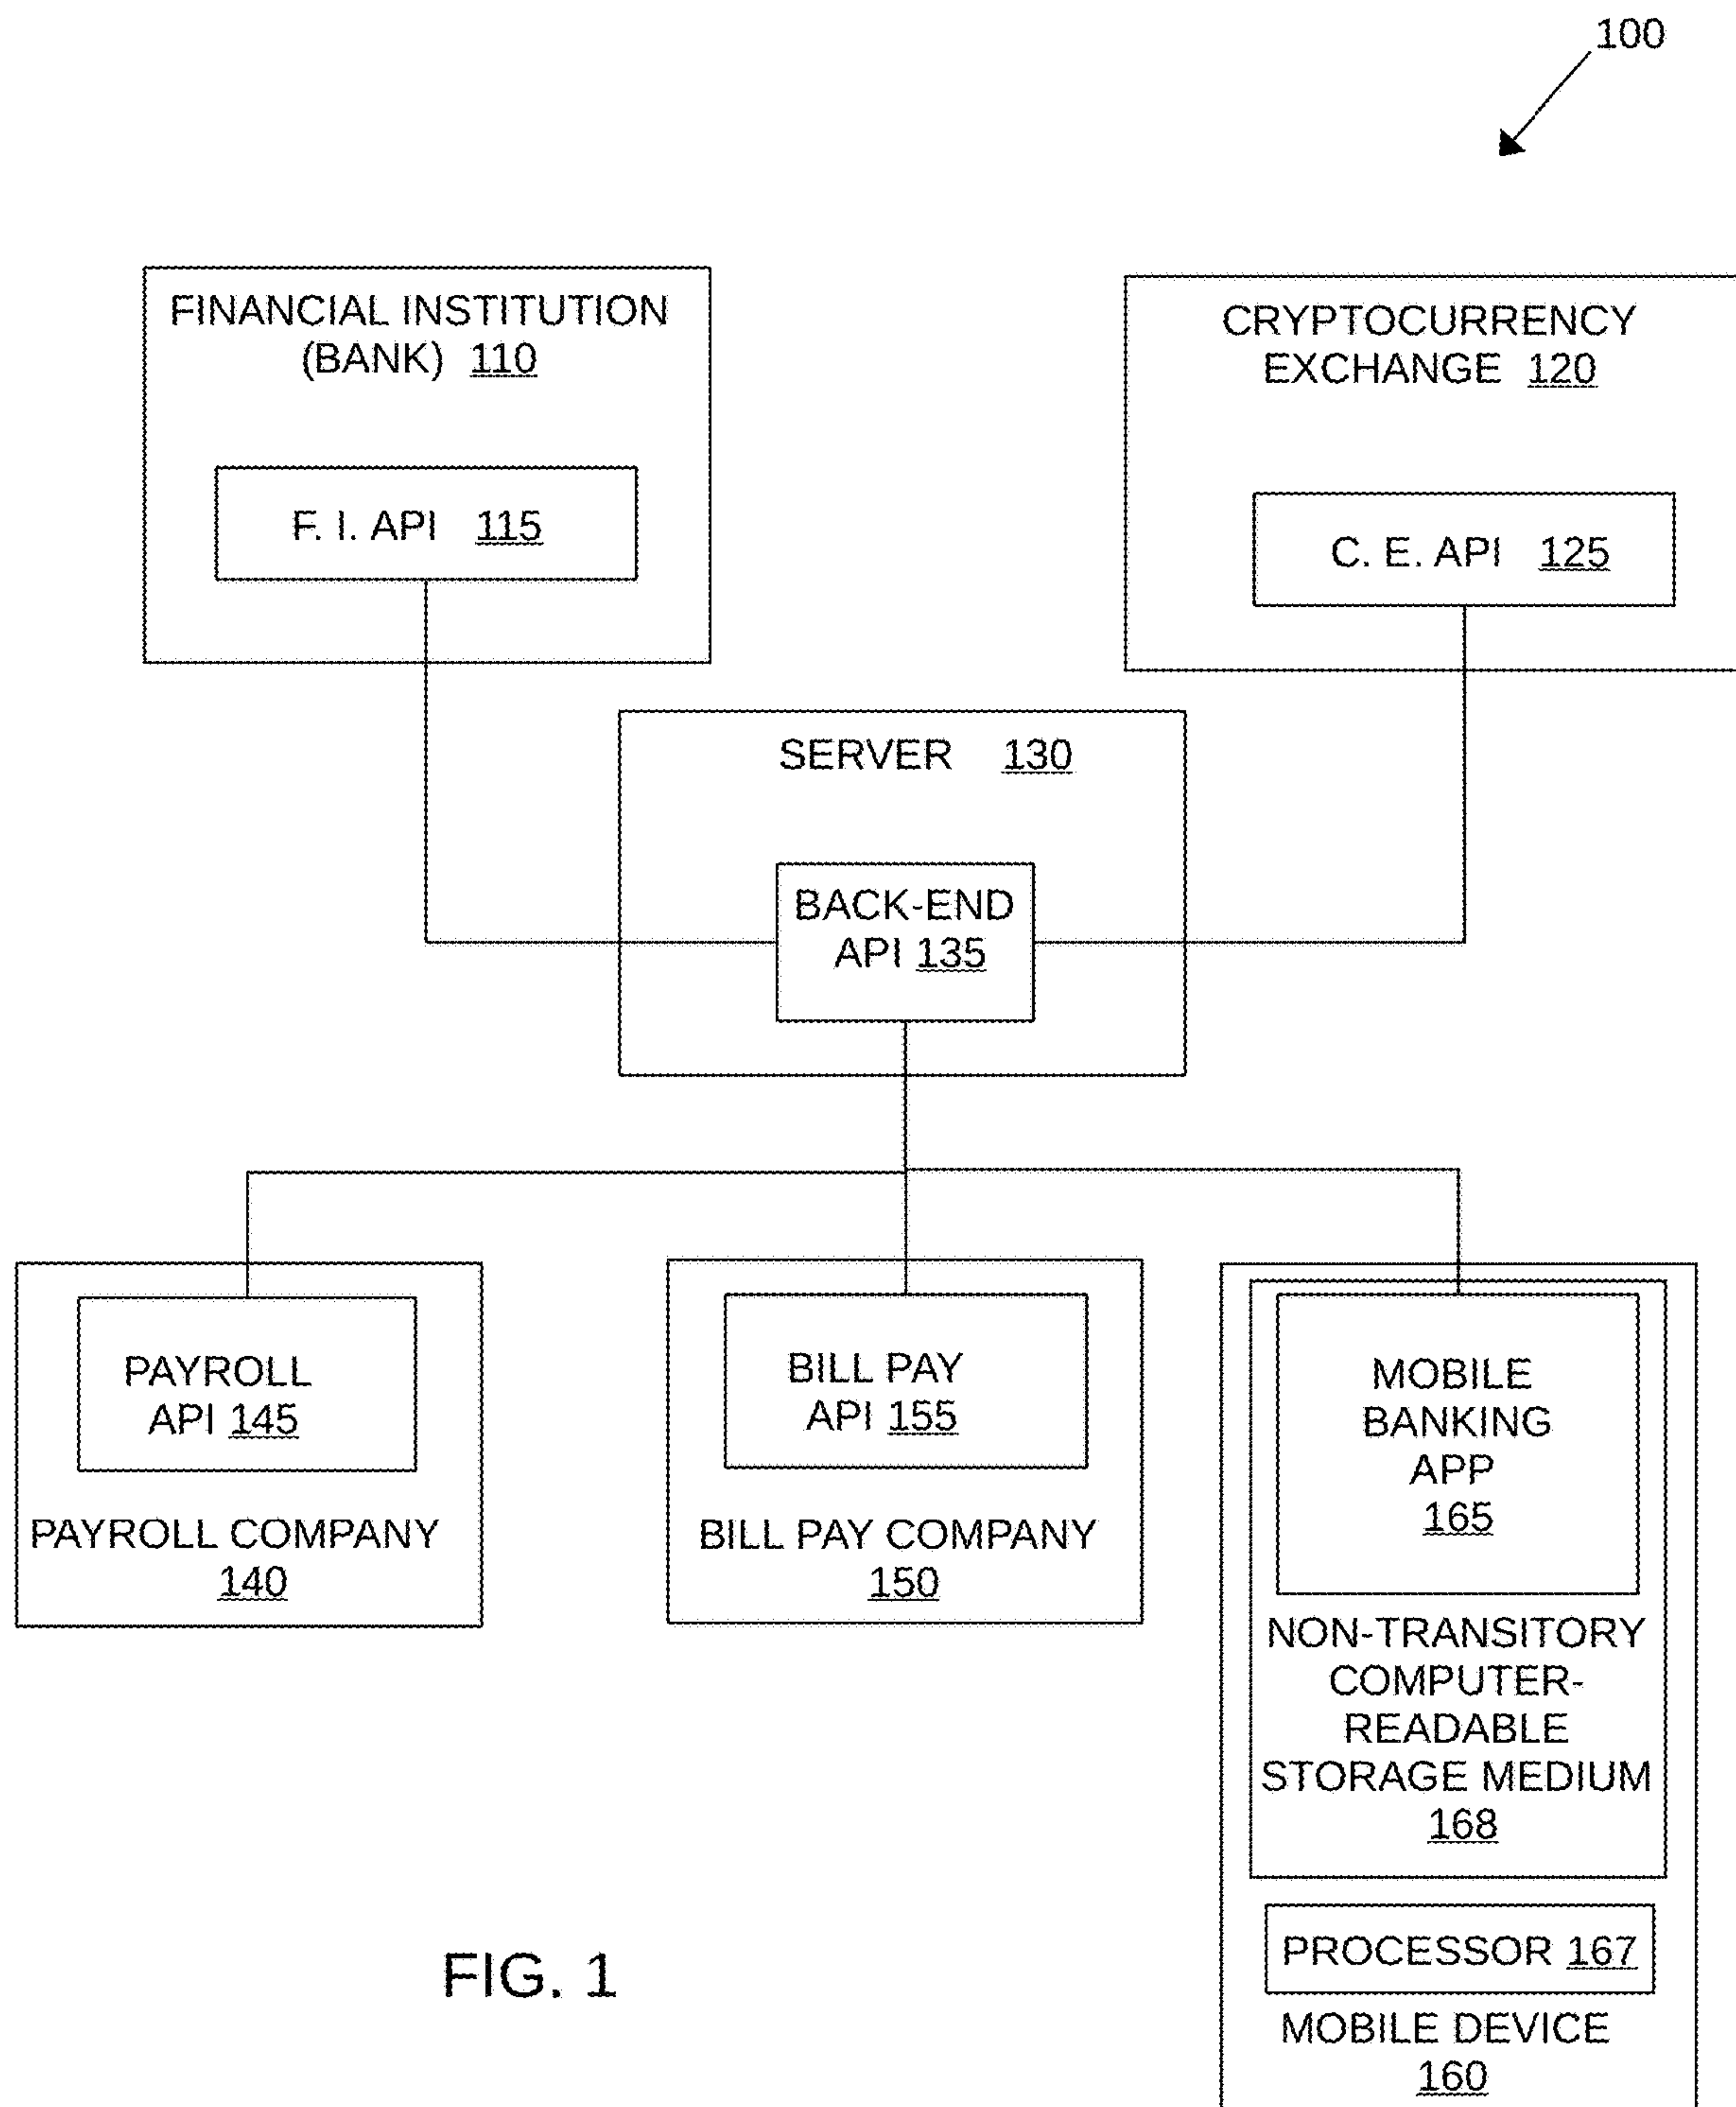 100
FINANCIAL INSTITUTION
(BANK) 110
F. I. API 115
CRYPTOCURRENCY
EXCHANGE 120
C. E. API 125
SERVER 130
BACK-END
API 135
PAYROLL
API 145
PAYROLL COMPANY
140
BILL PAY
API 155
BILL PAY COMPANY
150
MOBILE
BANKING
APP
165
NON-TRANSITORY
COMPUTER-
READABLE
STORAGE MEDIUM
168
PROCESSOR 167
MOBILE DEVICE
160
FIG. 1